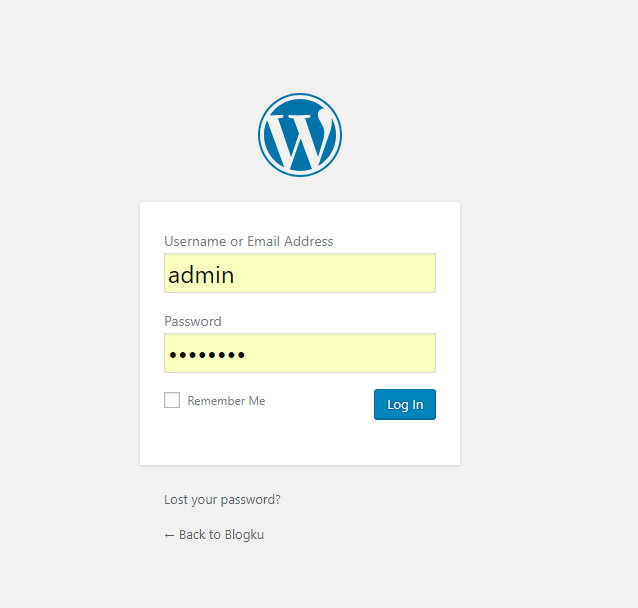 Username or Email Address
admin
Password
••••••••
Remember Me
Log In
Lost your password?
← Back to Blogku